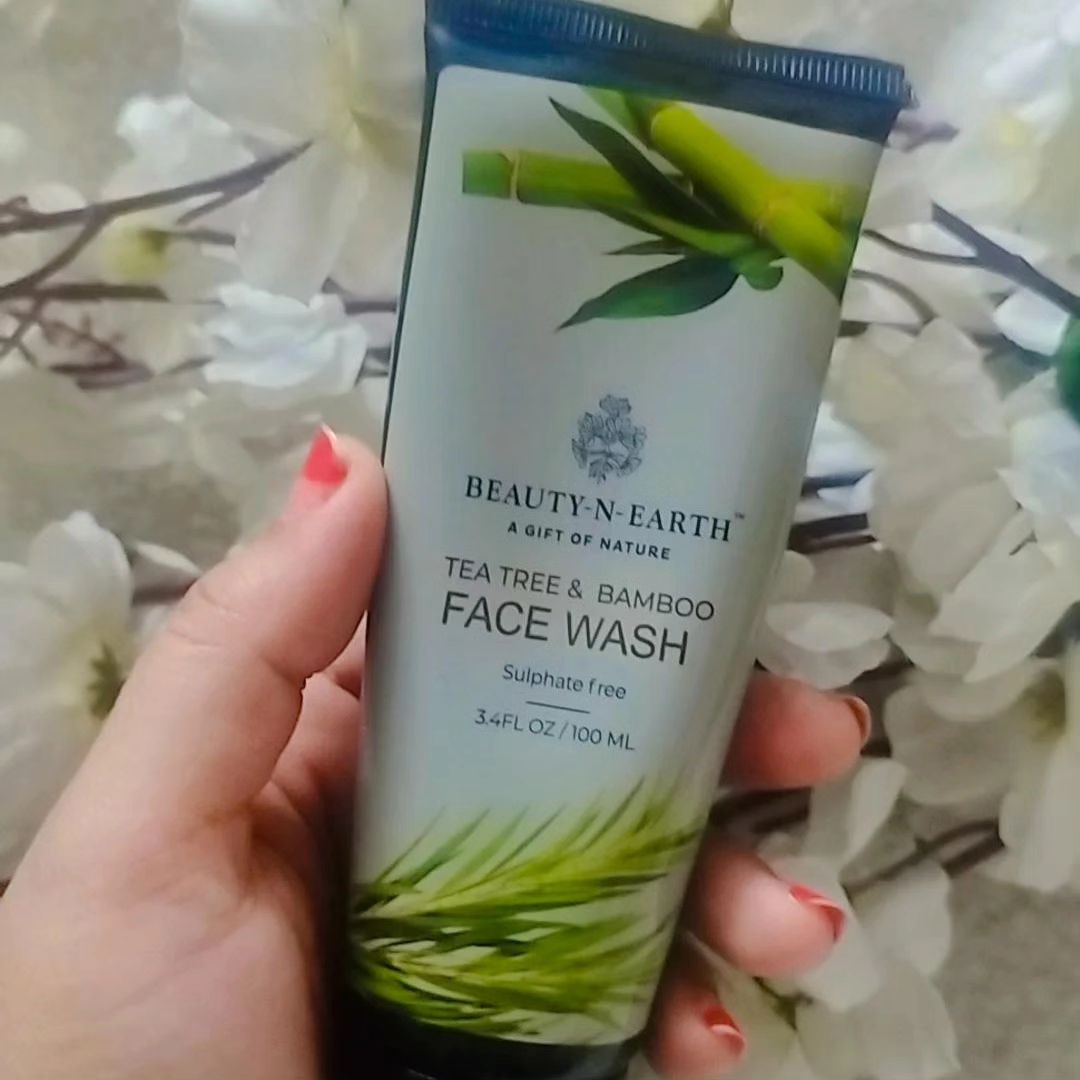 BEAUTY-N-EARTH™
A GIFT OF NATURE
TEA TREE & BAMBOO
FACE WASH
Sulphate free
3.4FL OZ / 100 ML